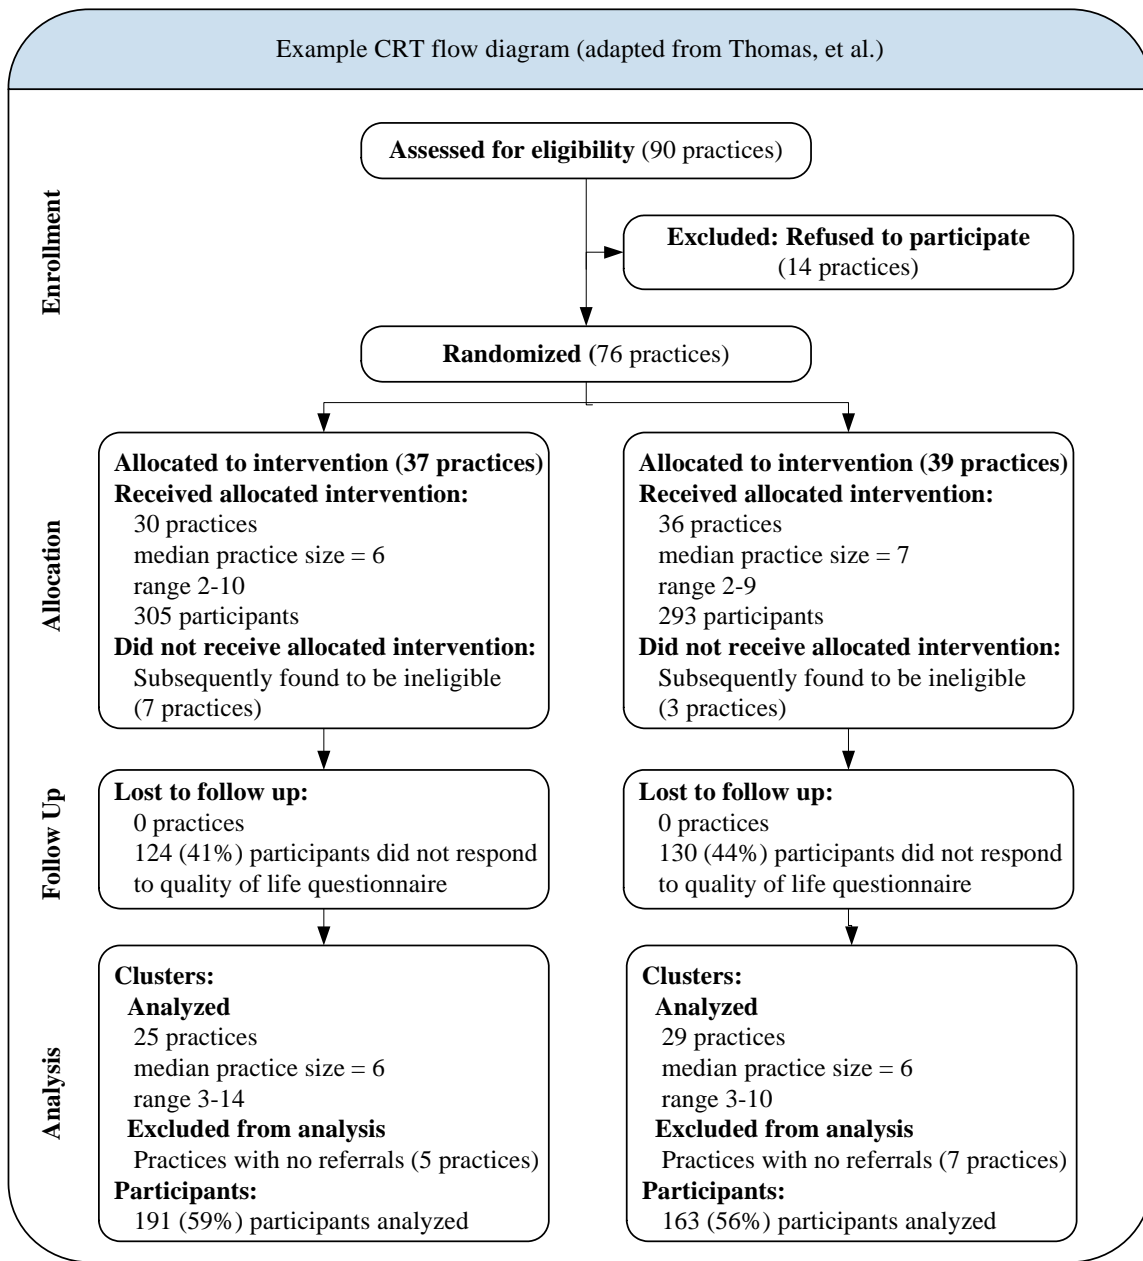 Example CRT flow diagram (adapted from Thomas, et al.)
Enrollment
Assessed for eligibility (90 practices)
Excluded: Refused to participate
(14 practices)
Randomized (76 practices)
Allocation
Allocated to intervention (37 practices)
Received allocated intervention:
30 practices
median practice size = 6
range 2-10
305 participants
Did not receive allocated intervention:
Subsequently found to be ineligible
(7 practices)
Allocated to intervention (39 practices)
Received allocated intervention:
36 practices
median practice size = 7
range 2-9
293 participants
Did not receive allocated intervention:
Subsequently found to be ineligible
(3 practices)
Follow Up
Lost to follow up:
0 practices
124 (41%) participants did not respond
to quality of life questionnaire
Lost to follow up:
0 practices
130 (44%) participants did not respond
to quality of life questionnaire
Analysis
Clusters:
Analyzed
25 practices
median practice size = 6
range 3-14
Excluded from analysis
Practices with no referrals (5 practices)
Participants:
191 (59%) participants analyzed
Clusters:
Analyzed
29 practices
median practice size = 6
range 3-10
Excluded from analysis
Practices with no referrals (7 practices)
Participants:
163 (56%) participants analyzed